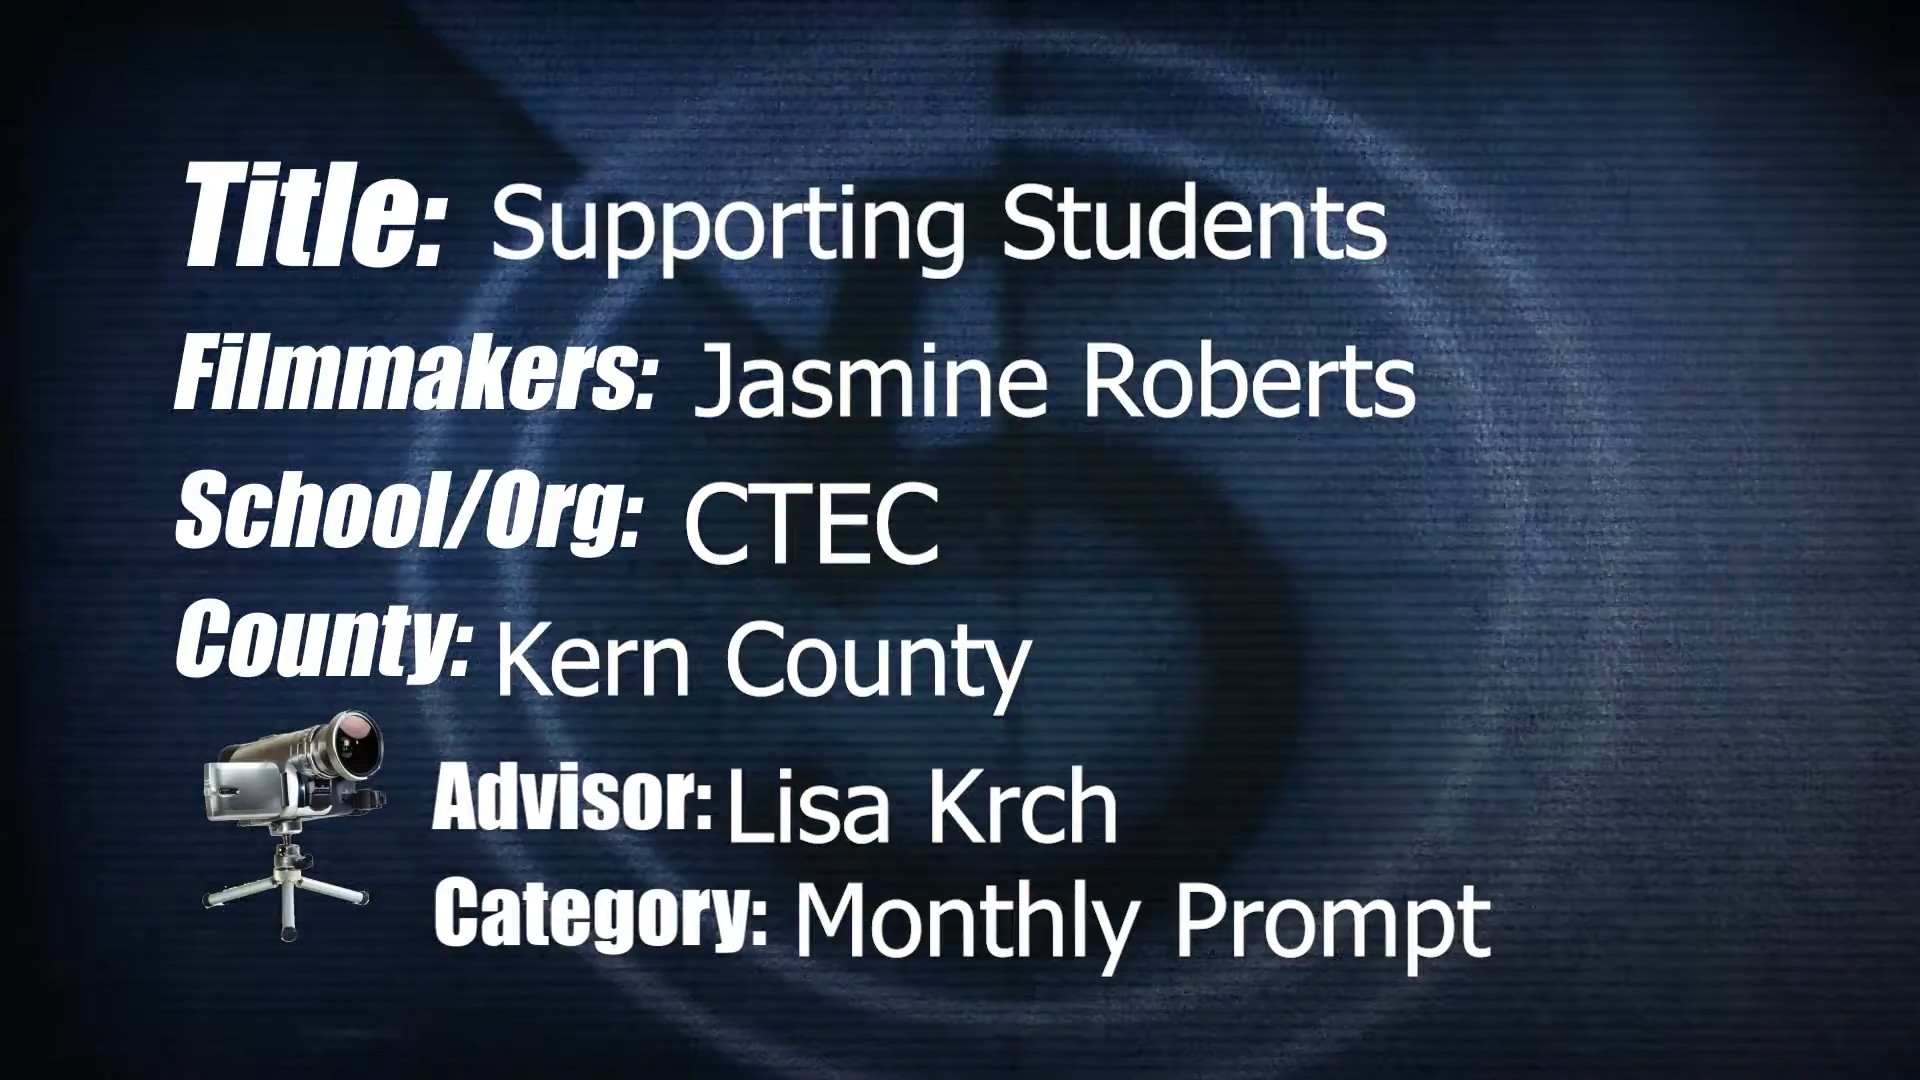 Title: Supporting Students
Filmmakers: Jasmine Roberts
School/Org: CTEC
County: Kern County
Advisor: Lisa Krch
Category: Monthly Prompt